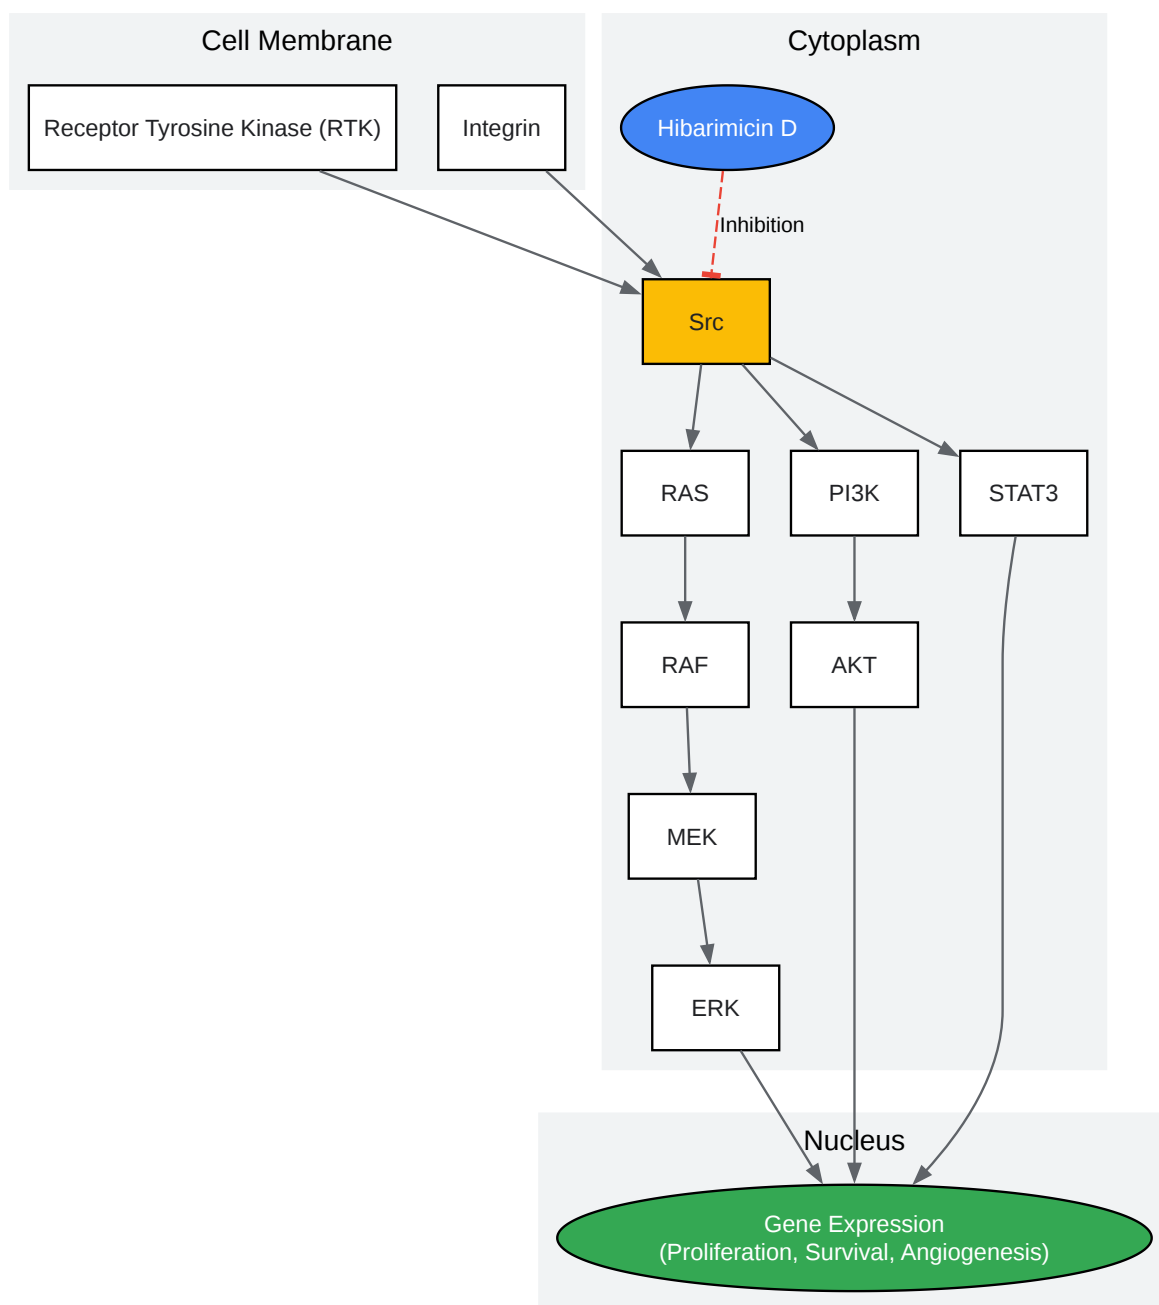 Cell Membrane
Cytoplasm
Receptor Tyrosine Kinase (RTK)
Integrin
Hibarimicin D
Inhibition
Src
RAS
PI3K
STAT3
RAF
AKT
MEK
ERK
Nucleus
Gene Expression
(Proliferation, Survival, Angiogenesis)